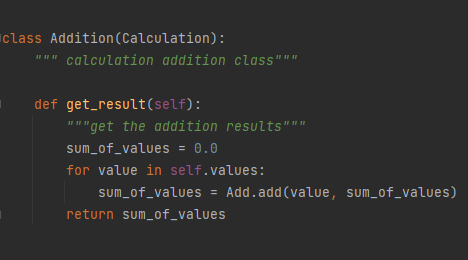 class Addition(Calculation):
""" calculation addition class"""
def get_result(self):
"""get the addition results"""
sum_of_values = 0.0
for value in self.values:
sum_of_values = Add.add(value, sum_of_values)
return sum_of_values